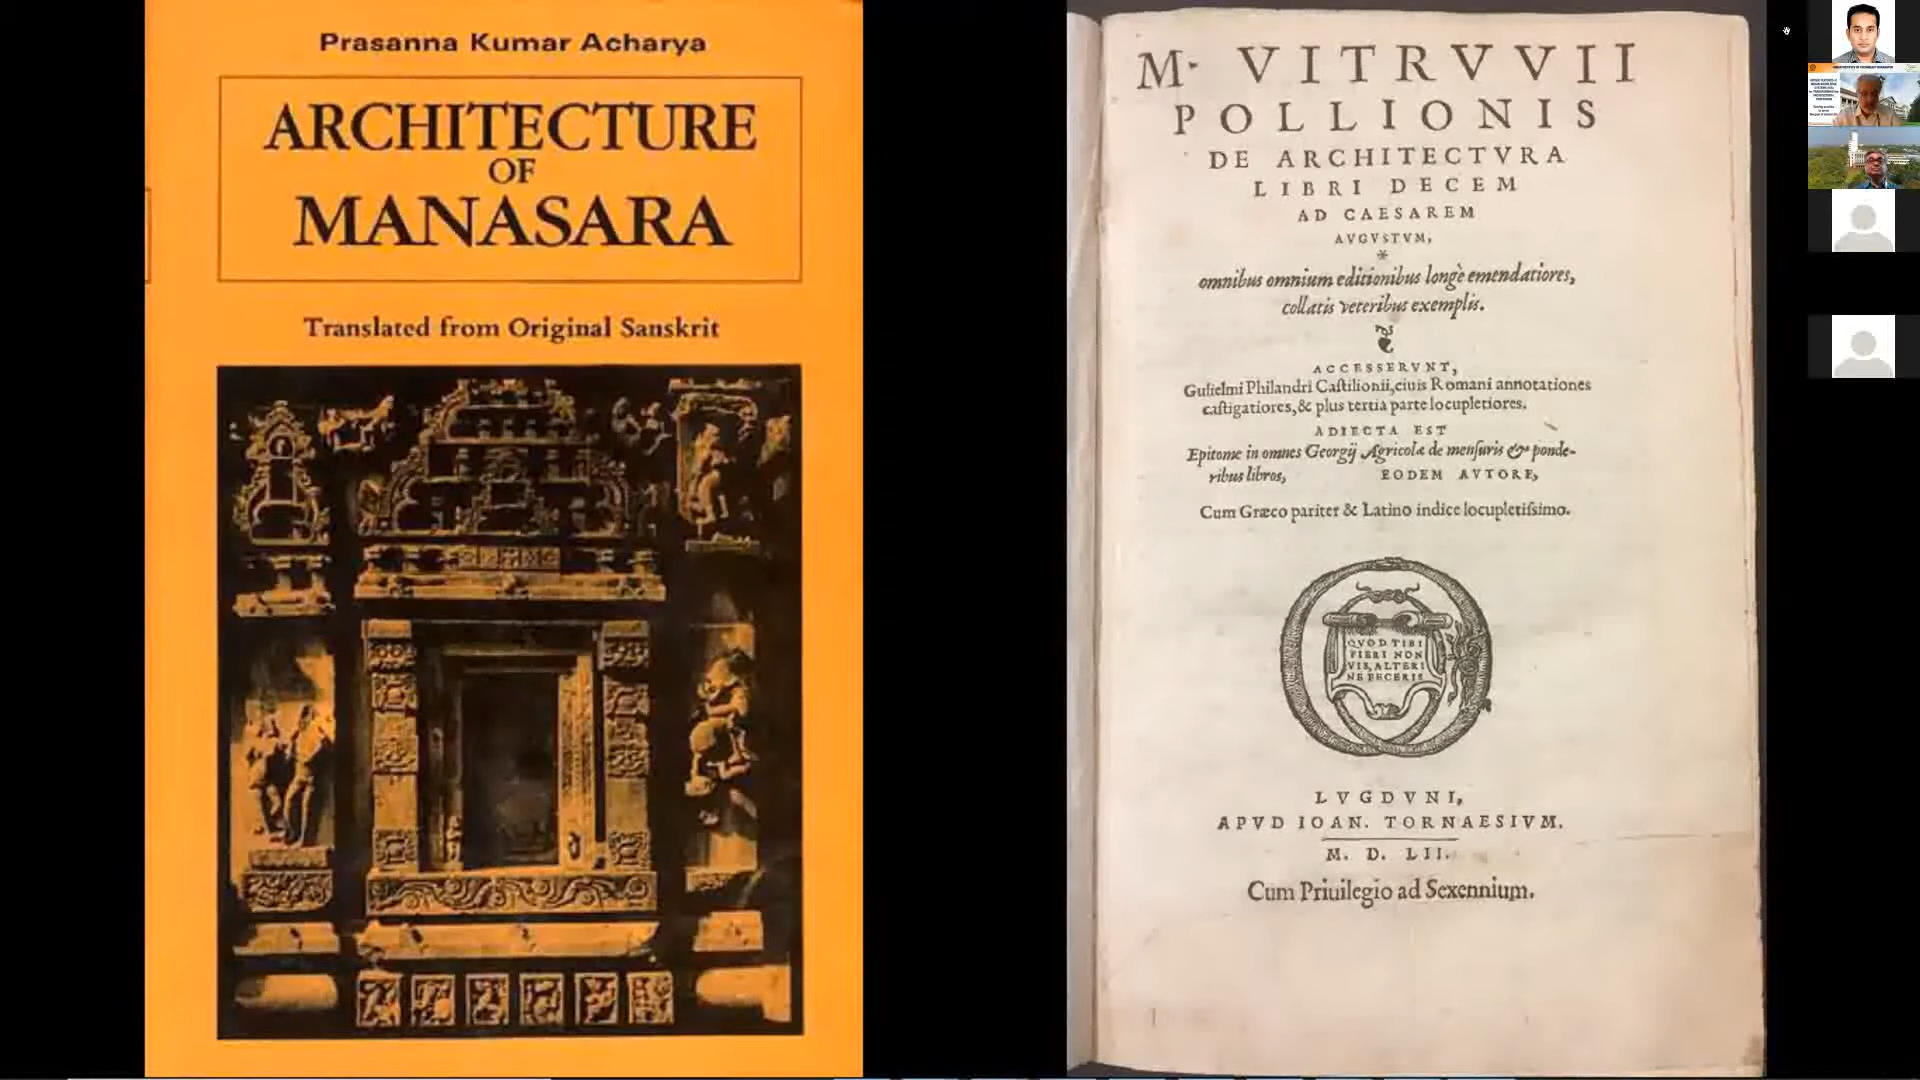 Prasanna Kumar Acharya
ARCHITECTURE
OF
MANASARA
Translated from Original Sanskrit
M. VITRVVII
POLLIONIS
DE ARCHITECTVRA
LIBRI DECEM
AD CAESAREM
AVGVSTVM,
*
omnibus omnium editionibus longè emendatiores,
collatis veteribus exemplis.
ACCESSERVNT,
Gulielmi Philandri Castilionii, ciuis Romani annotationes
castigatiores, & plus tertia parte locupletiores.
ADIECTA EST
Epitome in omnes Georgij Agricolæ de mensuris & ponde-
ribus libros, EODEM AVTORE,
Cum Græco pariter & Latino indice locupletissimo.
QVOD TIBI
FIERI NON
VIS, ALTERI
NE FECERIS
LVGDVNI,
APVD IOAN. TORNAESIVM.
M. D. LII.
Cum Priuilegio ad Sexennium.